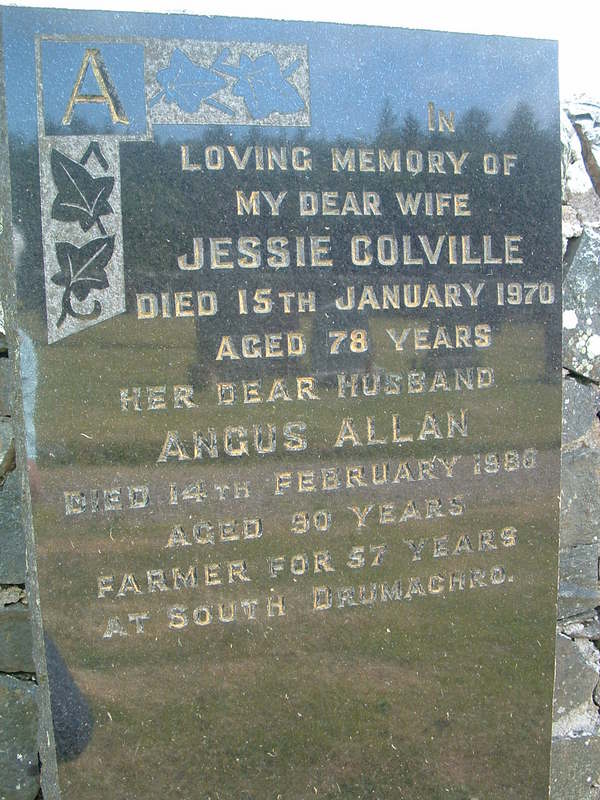 A
IN
LOVING MEMORY OF
MY DEAR WIFE
JESSIE COLVILLE
DIED 15TH JANUARY 1970
AGED 78 YEARS
HER DEAR HUSBAND
ANGUS ALLAN
DIED 14TH FEBRUARY 1986
AGED 90 YEARS
FARMER FOR 57 YEARS
AT SOUTH DRUMACHRO.